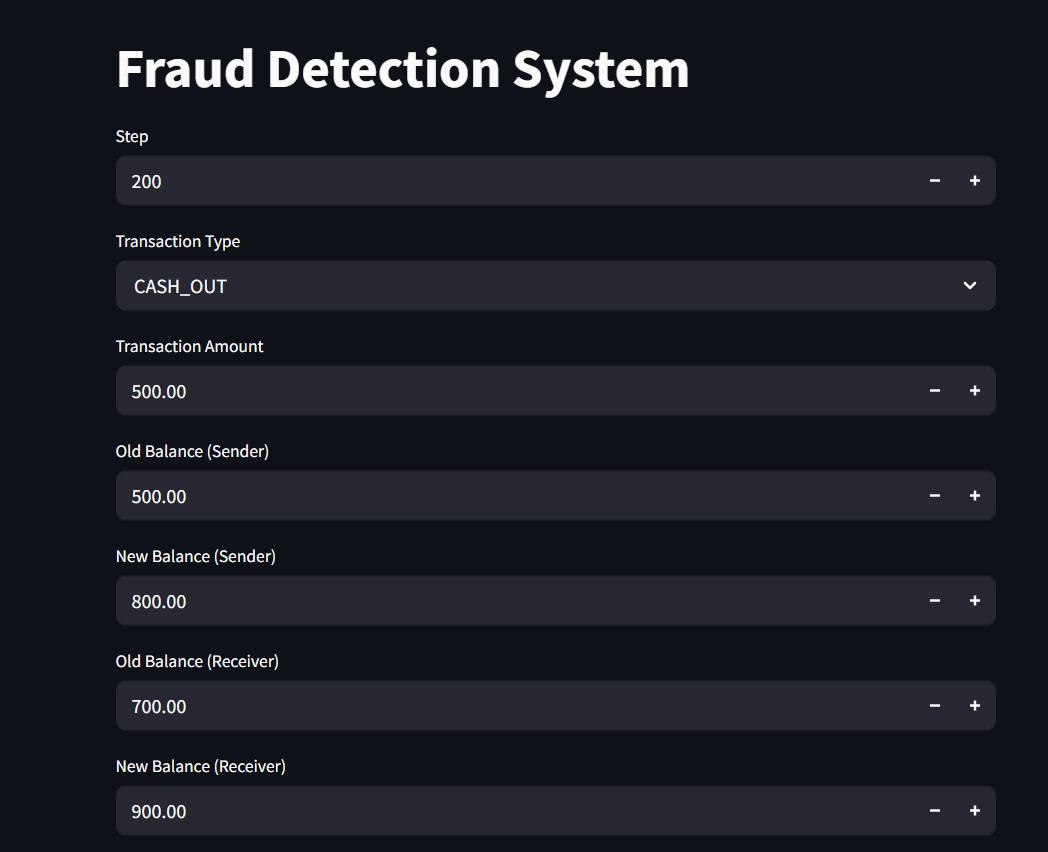 Fraud Detection System
Step
200
Transaction Type
CASH_OUT
Transaction Amount
500.00
Old Balance (Sender)
500.00
New Balance (Sender)
800.00
Old Balance (Receiver)
700.00
New Balance (Receiver)
900.00